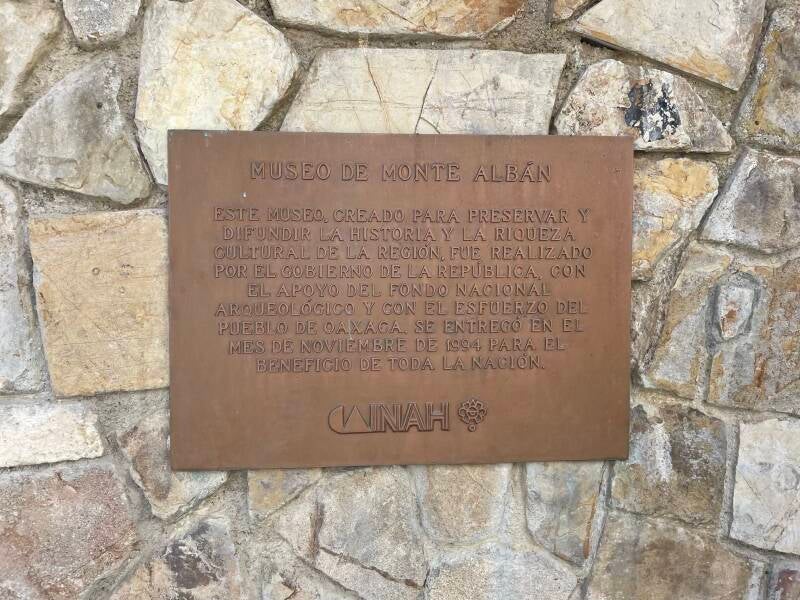 MUSEO DE MONTE ALBÁN
ESTE MUSEO, CREADO PARA PRESERVAR Y
DIFUNDIR LA HISTORIA Y LA RIQUEZA
CULTURAL DE LA REGIÓN, FUE REALIZADO
POR EL GOBIERNO DE LA REPÚBLICA, CON
EL APOYO DEL FONDO NACIONAL
ARQUEOLÓGICO Y CON EL ESFUERZO DEL
PUEBLO DE OAXACA. SE ENTREGÓ EN EL
MES DE NOVIEMBRE DE 1994 PARA EL
BENEFICIO DE TODA LA NACIÓN.
INAH